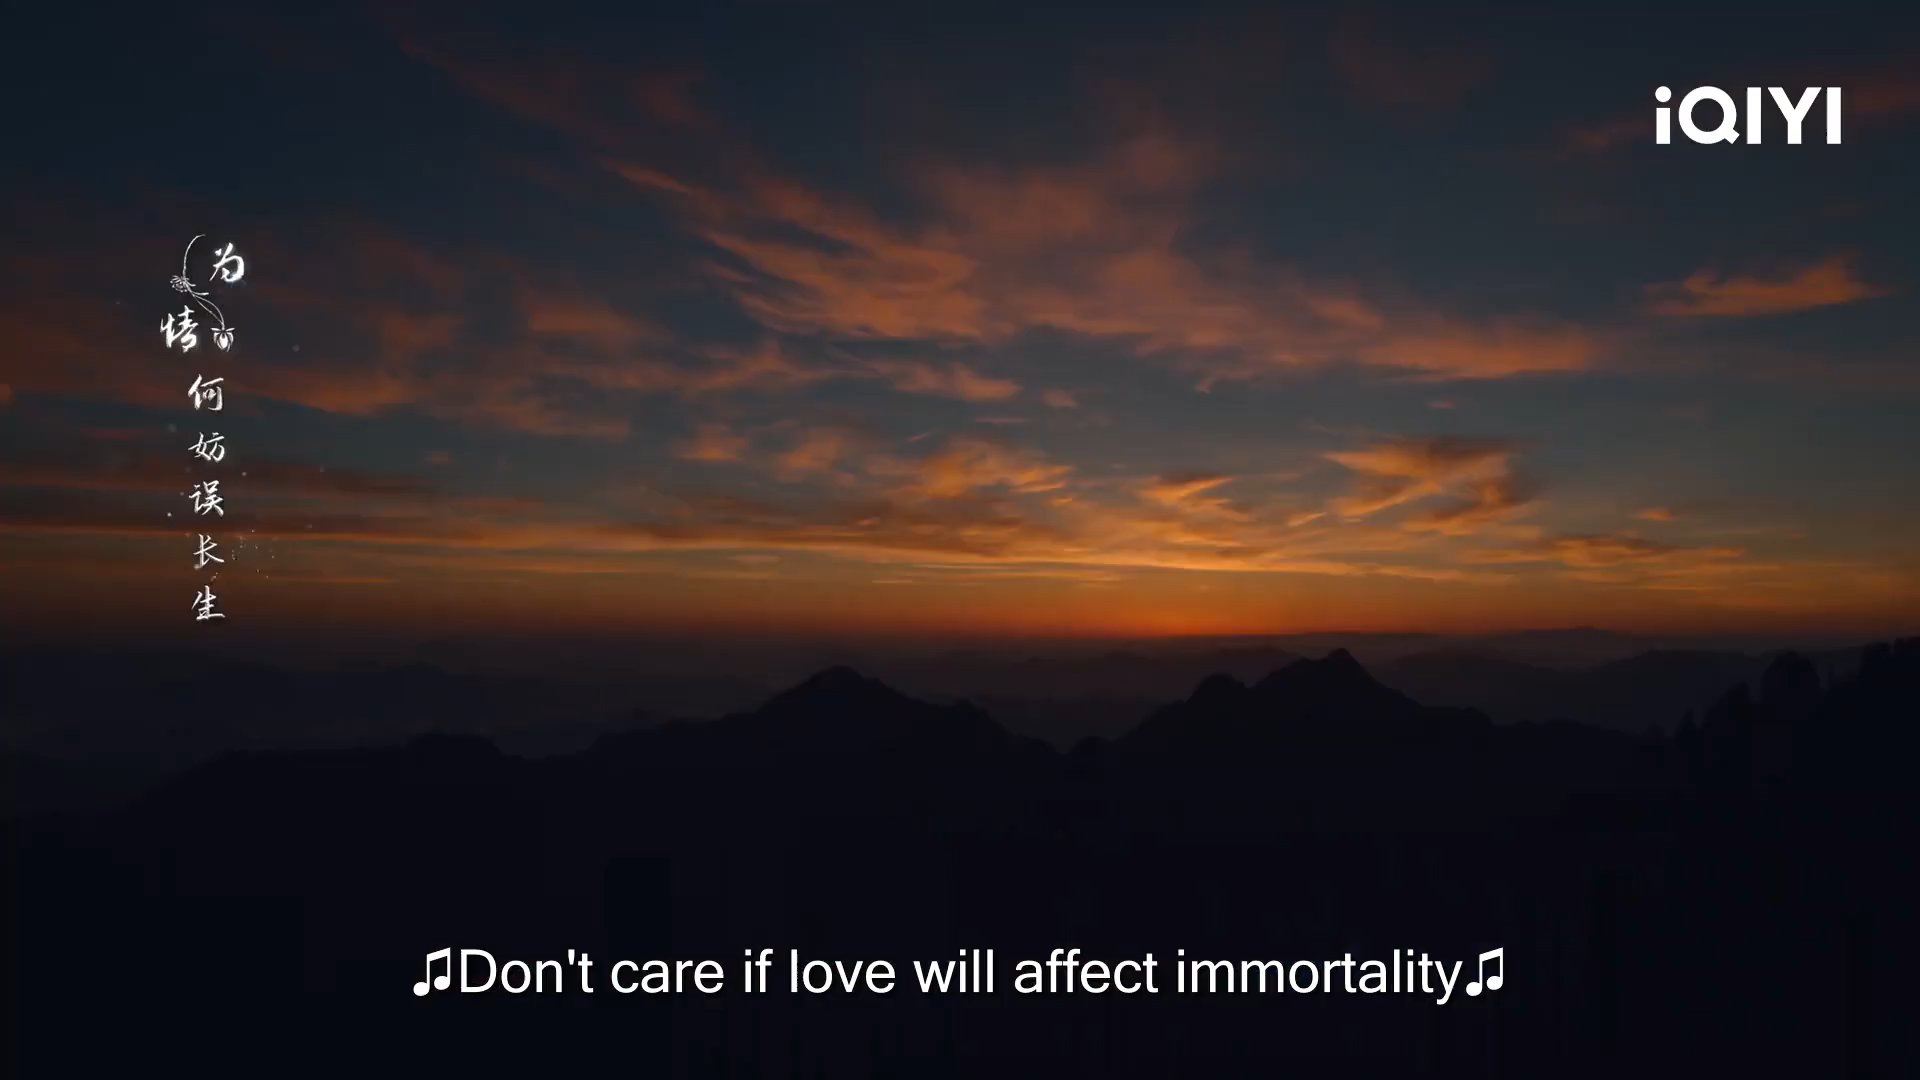 iQIYI
为情何妨误长生
♫Don't care if love will affect immortality♫